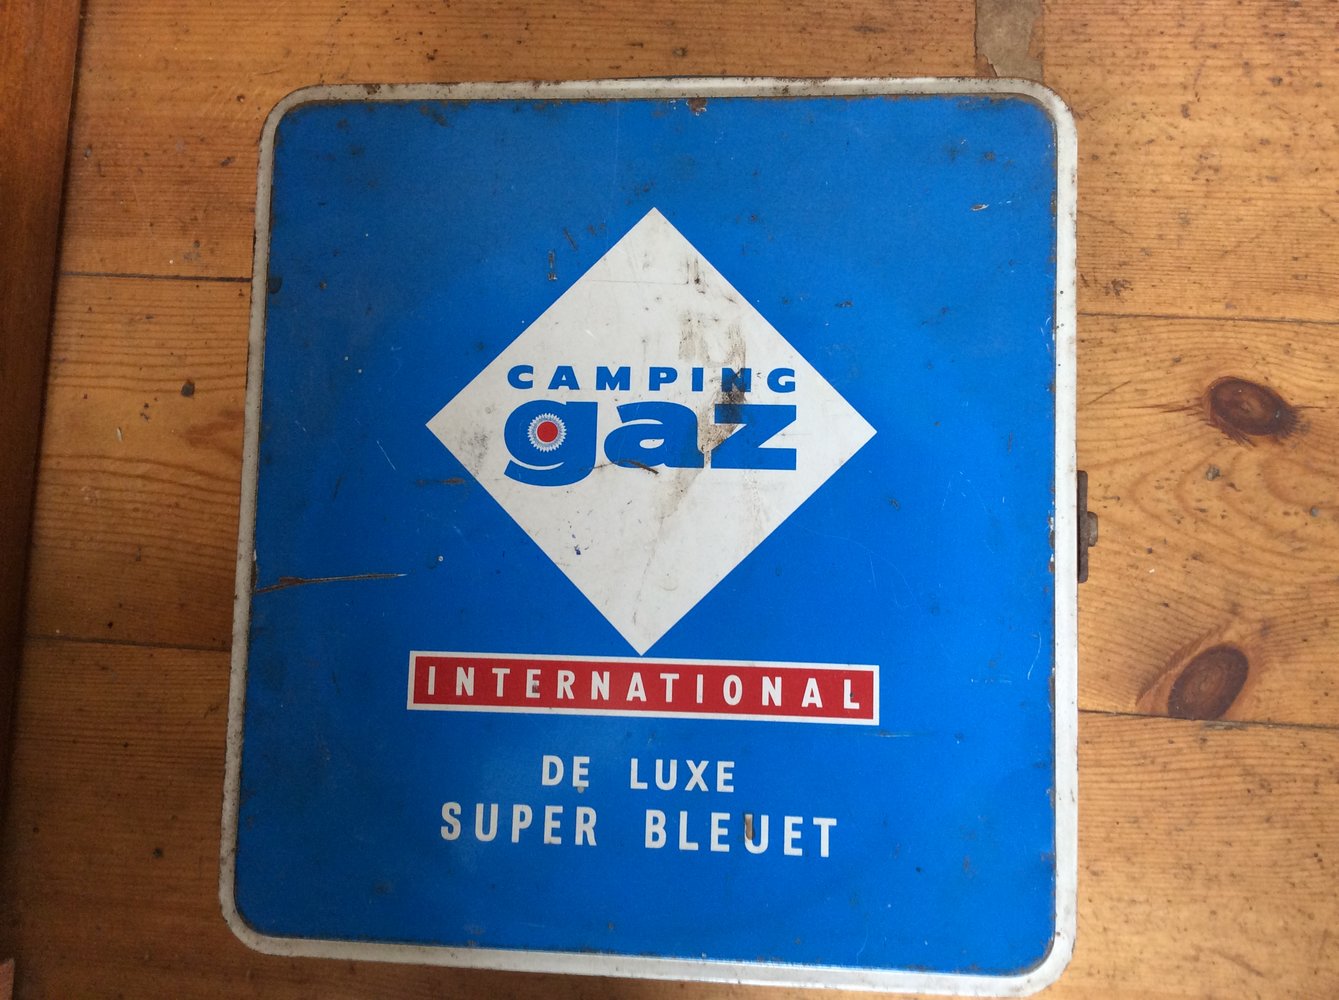 CAMPING
gaz
INTERNATIONAL
DE LUXE
SUPER BLEUET